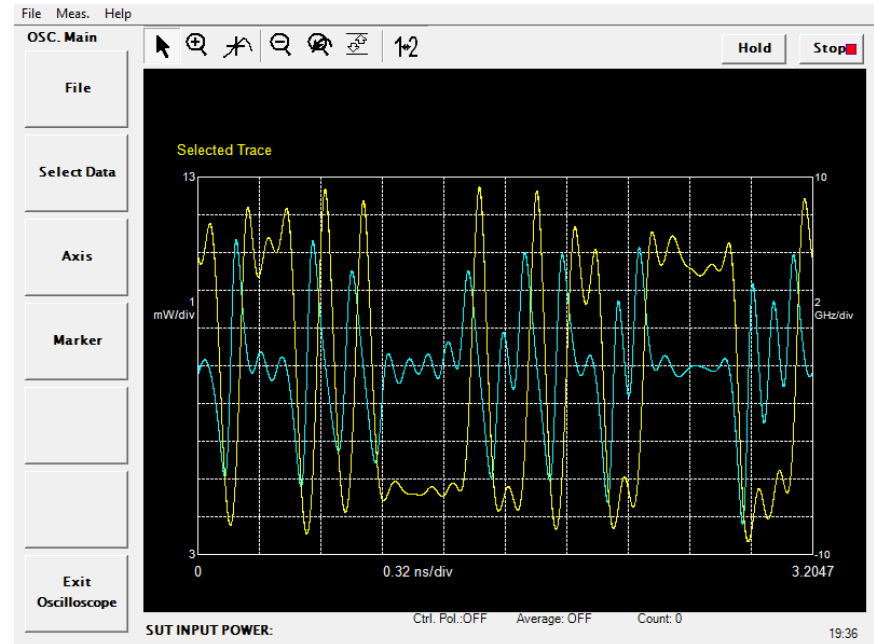 File Meas. Help
OSC. Main
1↔2
Hold Stop
File
Select Data
Axis
Marker
Exit
Oscilloscope
Selected Trace
13 10
1 2
mW/div GHz/div
3 -10
0 0.32 ns/div 3.2047
SUT INPUT POWER: Ctrl. Pol.:OFF Average: OFF Count: 0 19:36